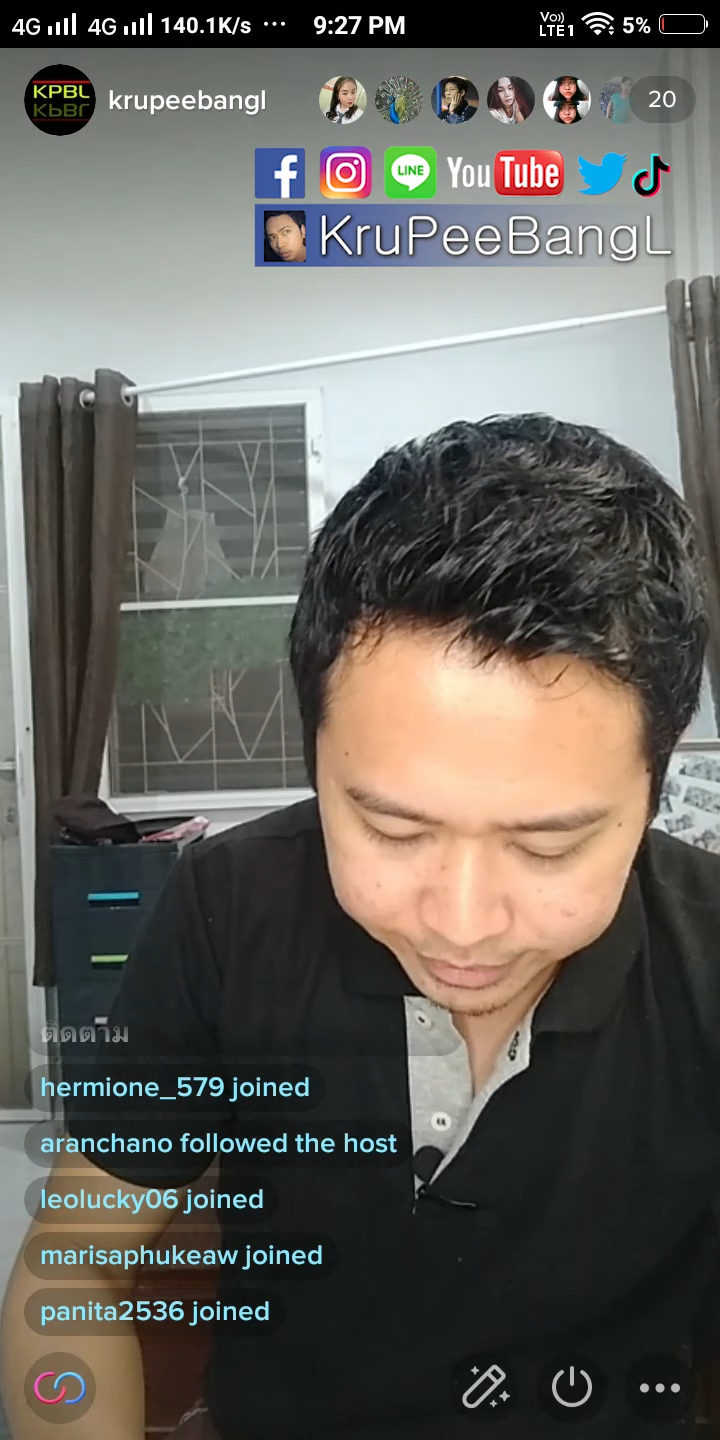 4G 4G 140.1K/s ... 9:27 PM Vo)) LTE1 5%
KPBL
krupeebangl
20
LINE
You Tube
KruPeeBangL
ติดตาม
hermione_579 joined
aranchano followed the host
leolucky06 joined
marisaphukeaw joined
panita2536 joined